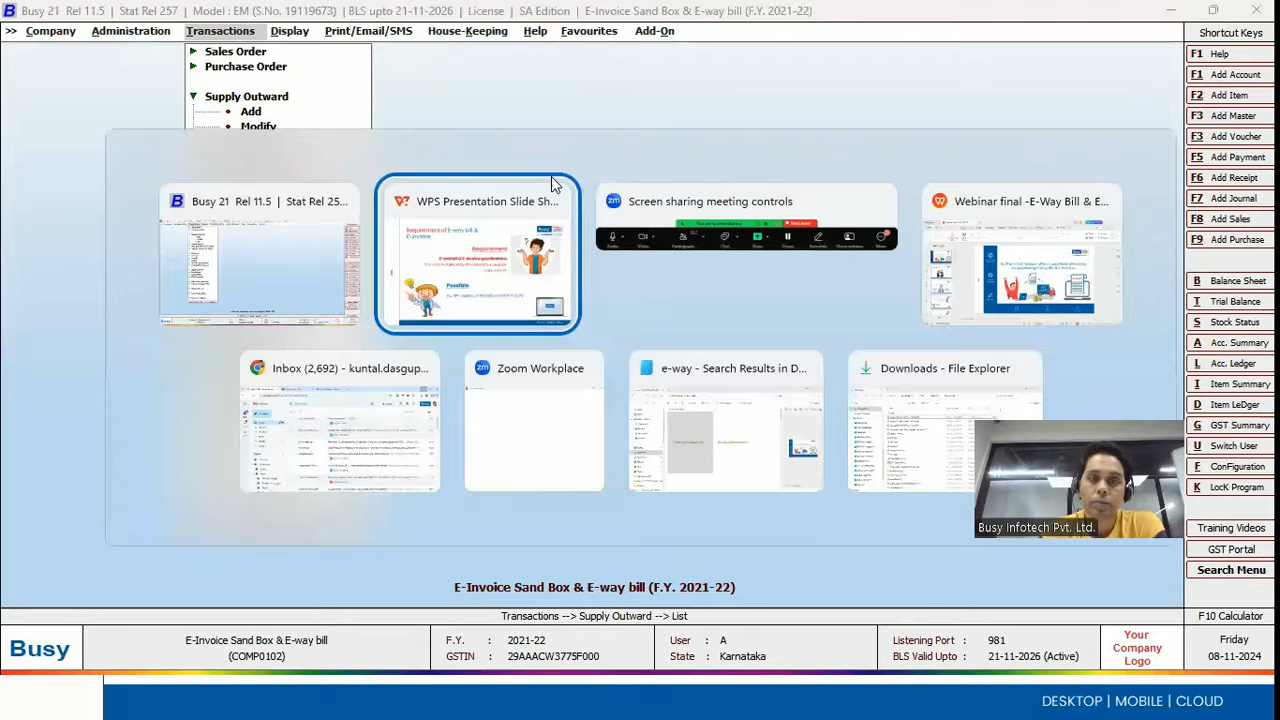 Busy 21 Rel 11.5 | Stat Rel 257 | Model : EM (S.No. 19119673) | BLS upto 21-11-2026 | License | SA Edition | E-Invoice Sand Box & E-way bill (F.Y. 2021-22)
>> Company Administration Transactions Display Print/Email/SMS House-Keeping Help Favourites Add-On
Shortcut Keys
Sales Order
Purchase Order
Supply Outward
Add
Modify
F1 Help
F1 Add Account
F2 Add Item
F3 Add Master
F3 Add Voucher
F5 Add Payment
F6 Add Receipt
F7 Add Journal
F8 Add Sales
F9 Add Purchase
B Balance Sheet
T Trial Balance
S Stock Status
A Acc. Summary
L Acc. Ledger
I Item Summary
D Item LeDger
G GST Summary
U Switch User
F Configuration
K LocK Program
Training Videos
GST Portal
Search Menu
F10 Calculator
Busy 21 Rel 11.5 | Stat Rel 25...
WPS Presentation Slide Sh...
Requirement of E-way bill &
E-invoice
Requirement
Possible
zm Screen sharing meeting controls
Webinar final -E-Way Bill & E...
Inbox (2,692) - kuntal.dasgup...
zm Zoom Workplace
e-way - Search Results in D...
Downloads - File Explorer
Busy Infotech Pvt. Ltd.
E-Invoice Sand Box & E-way bill (F.Y. 2021-22)
Transactions --> Supply Outward --> List
Busy
E-Invoice Sand Box & E-way bill
(COMP0102)
F.Y. : 2021-22
GSTIN : 29AAACW3775F000
User : A
State : Karnataka
Listening Port : 981
BLS Valid Upto : 21-11-2026 (Active)
Your
Company
Logo
Friday
08-11-2024
DESKTOP | MOBILE | CLOUD